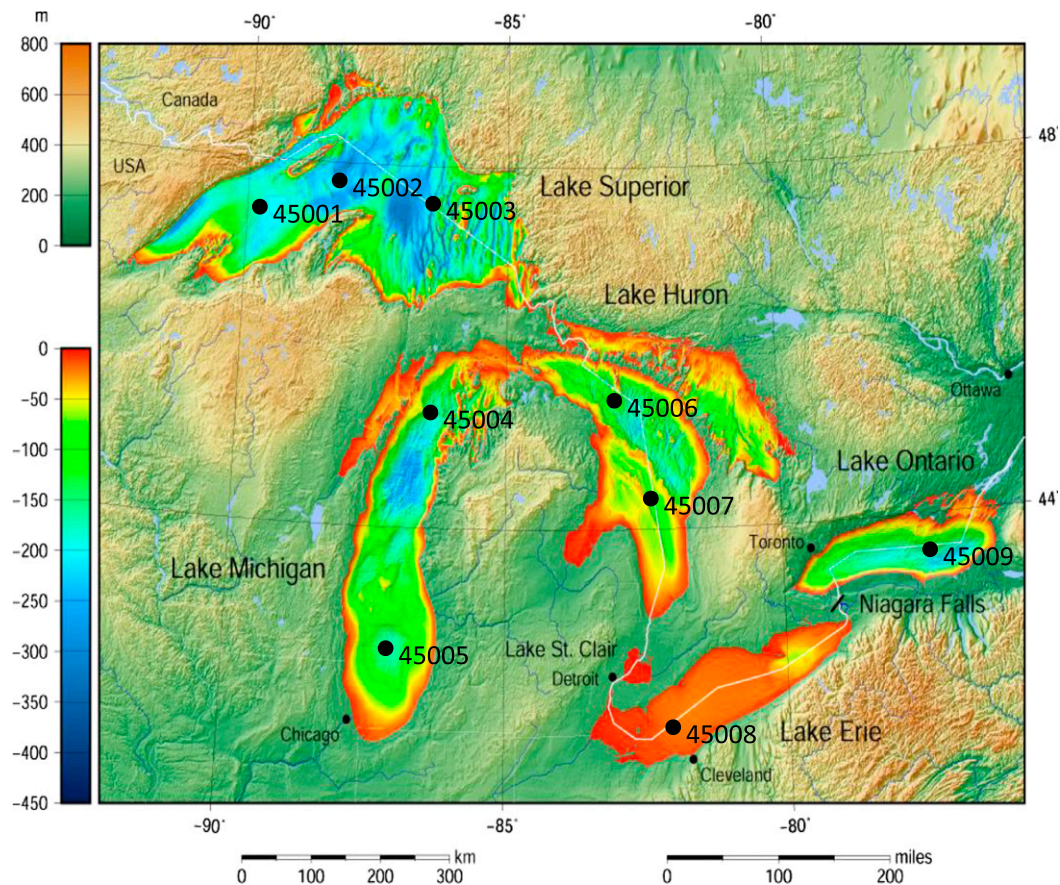 m
−90
−85
−80
800
600
400
200
0
Canada
USA
48°
Lake Superior
45001
45002
45003
Lake Huron
0
−50
−100
−150
−200
−250
−300
−350
−400
−450
45004
45006
Ottawa
Lake Ontario
44°
45007
Toronto
45009
Lake Michigan
Niagara Falls
45005
Lake St. Clair
Detroit
Chicago
45008
Lake Erie
Cleveland
−90
−85
−80
km
0 50 100 200 300
miles
0 100 200